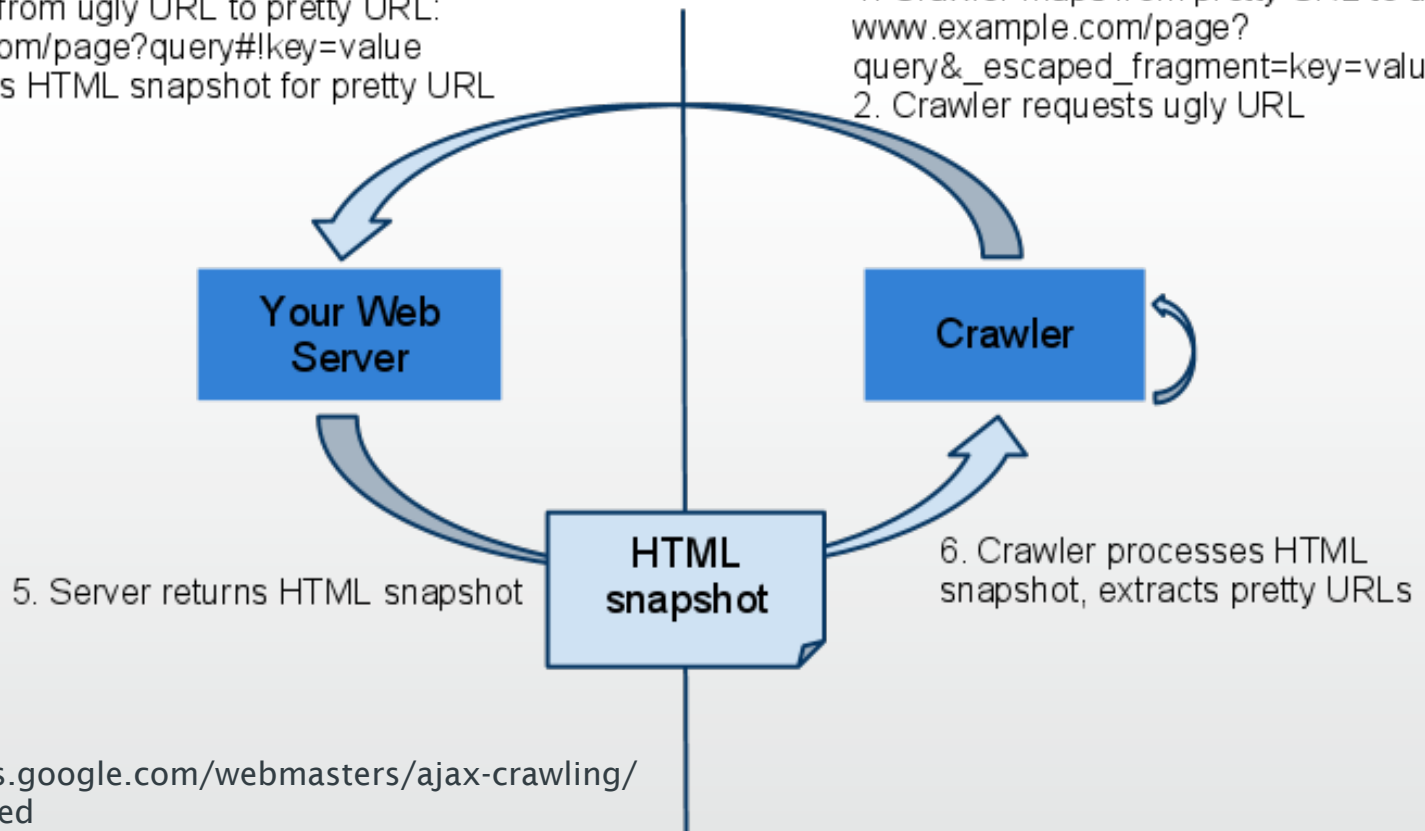 from ugly URL to pretty URL:
om/page?query#!key=value
s HTML snapshot for pretty URL
www.example.com/page?
query&_escaped_fragment=key=valu
2. Crawler requests ugly URL
Your Web
Server
Crawler
HTML
snapshot
5. Server returns HTML snapshot
6. Crawler processes HTML
snapshot, extracts pretty URLs
s.google.com/webmasters/ajax-crawling/
ed